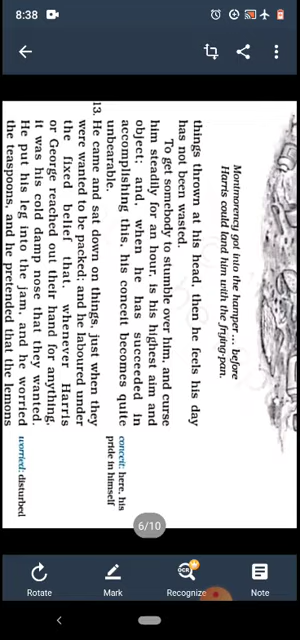 8:38
Montmorency got into the hamper ... before
Harris could land him with the frying-pan.
things thrown at his head, then he feels his day
has not been wasted.
To get somebody to stumble over him, and curse
him steadily for an hour, is his highest aim and
object; and, when he has succeeded in
accomplishing this, his conceit becomes quite
unbearable.
conceit: here, his
pride in himself
13. He came and sat down on things, just when they
were wanted to be packed; and he laboured under
the fixed belief that, whenever Harris
or George reached out their hand for anything,
it was his cold damp nose that they wanted.
He put his leg into the jam, and he worried
the teaspoons, and he pretended that the lemons
worried: disturbed
6/10
Rotate
Mark
OCR
Recognize
Note